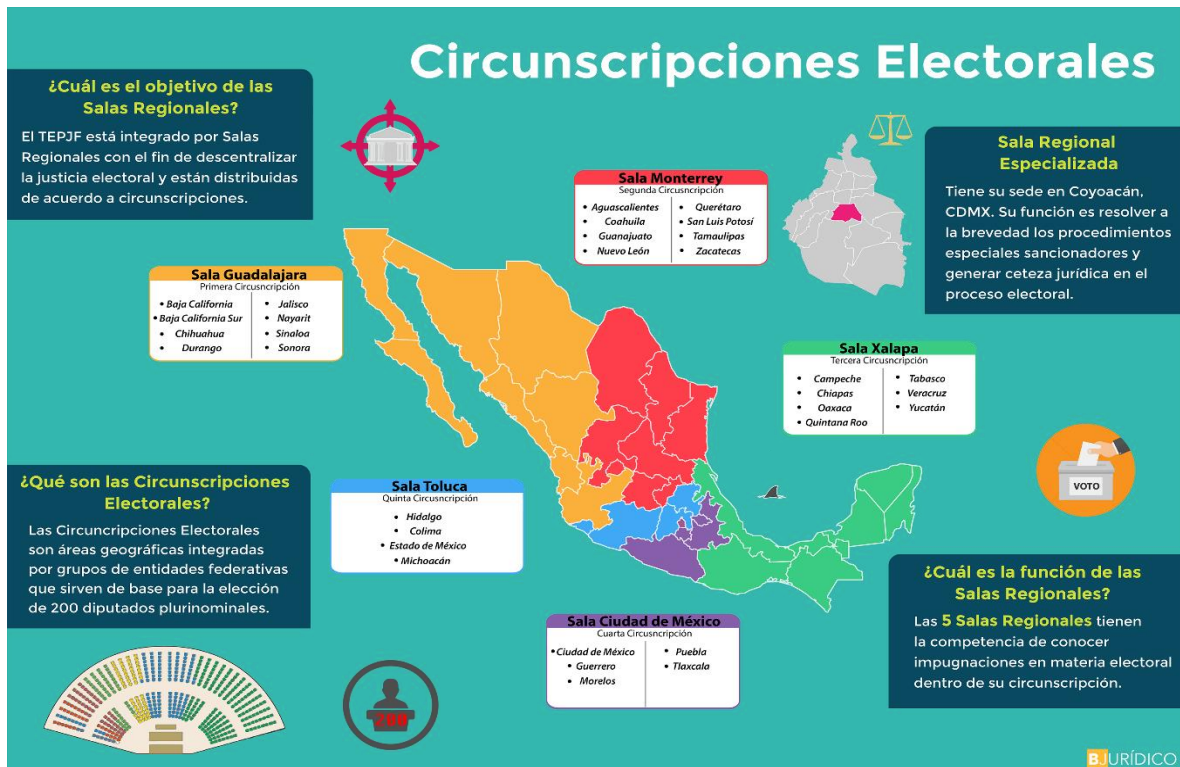 Circunscripciones Electorales
¿Cuál es el objetivo de las
Salas Regionales?
El TEPJF está integrado por Salas
Regionales con el fin de descentralizar
la justicia electoral y están distribuidas
de acuerdo a circunscripciones.
Sala Regional
Especializada
Tiene su sede en Coyoacán,
CDMX. Su función es resolver a
la brevedad los procedimientos
especiales sancionadores y
generar ceteza jurídica en el
proceso electoral.
Sala Monterrey
Segunda Circusncripción
• Aguascalientes
• Coahuila
• Guanajuato
• Nuevo León
• Querétaro
• San Luis Potosí
• Tamaulipas
• Zacatecas
Sala Guadalajara
Primera Circusncripción
• Baja California
• Baja California Sur
• Chihuahua
• Durango
• Jalisco
• Nayarit
• Sinaloa
• Sonora
Sala Xalapa
Tercera Circusncripción
• Campeche
• Chiapas
• Oaxaca
• Quintana Roo
• Tabasco
• Veracruz
• Yucatán
¿Qué son las Circunscripciones
Electorales?
Las Circuncripciones Electorales
son áreas geográficas integradas
por grupos de entidades federativas
que sirven de base para la elección
de 200 diputados plurinominales.
Sala Toluca
Quinta Circusncripción
• Hidalgo
• Colima
• Estado de México
• Michoacán
VOTO
Sala Ciudad de México
Cuarta Circusncripción
• Ciudad de México
• Guerrero
• Morelos
• Puebla
• Tlaxcala
¿Cuál es la función de las
Salas Regionales?
Las 5 Salas Regionales tienen
la competencia de conocer
impugnaciones en materia electoral
dentro de su circunscripción.
200
BJURÍDICO